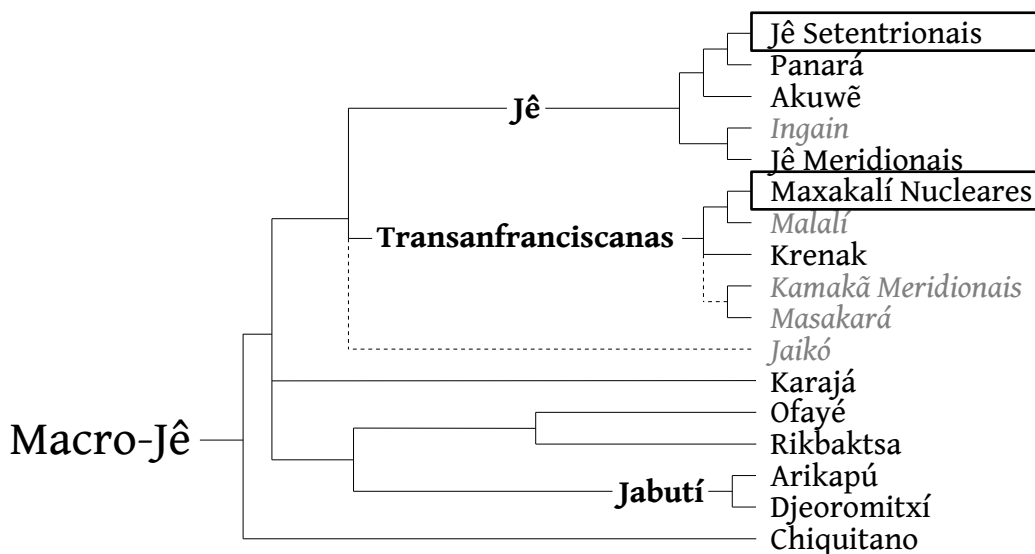 Jê Setentrionais
Panará
Akuwẽ
Jê
Ingain
Jê Meridionais
Maxakalí Nucleares
Malalí
Transanfranciscanas
Krenak
Kamakã Meridionais
Masakará
Jaikó
Karajá
Ofayé
Macro-Jê
Rikbaktsa
Arikapú
Jabutí
Djeoromitxí
Chiquitano